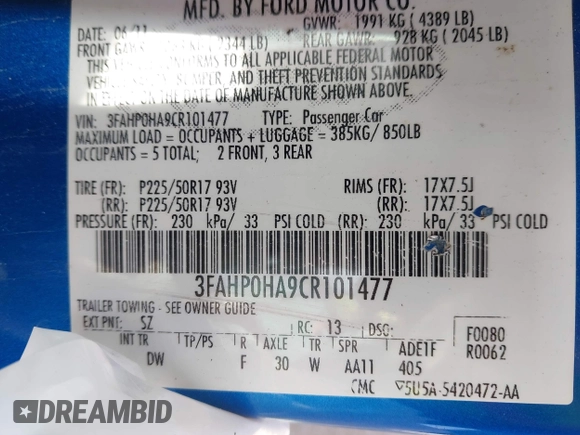 MFD. BY FORD MOTOR CO.
DATE: 06/11 GVWR: 1991 KG (4389 LB)
FRONT GAWR: KG (2344 LB) REAR GAWR: 928 KG (2045 LB)
THIS VEHICLE CONFORMS TO ALL APPLICABLE FEDERAL MOTOR
VEHICLE SAFETY, BUMPER, AND THEFT PREVENTION STANDARDS
IN EFFECT ON THE DATE OF MANUFACTURE SHOWN ABOVE.
VIN: 3FAHP0HA9CR101477 TYPE: Passenger Car
MAXIMUM LOAD = OCCUPANTS + LUGGAGE = 385KG/ 850LB
OCCUPANTS = 5 TOTAL; 2 FRONT, 3 REAR
TIRE (FR): P225/50R17 93V RIMS (FR): 17X7.5J
(RR): P225/50R17 93V (RR): 17X7.5J
PRESSURE (FR): 230 kPa/ 33 PSI COLD (RR): 230 kPa/ 33 PSI COLD
3FAHP0HA9CR101477
TRAILER TOWING - SEE OWNER GUIDE
EXT PNT: SZ RC: 13 DSO: F0080
INT TR TP/PS R AXLE TR SPR ADE1F R0062
DW F 30 W AA11 405
CMC 5U5A-5420472-AA
DREAMBID